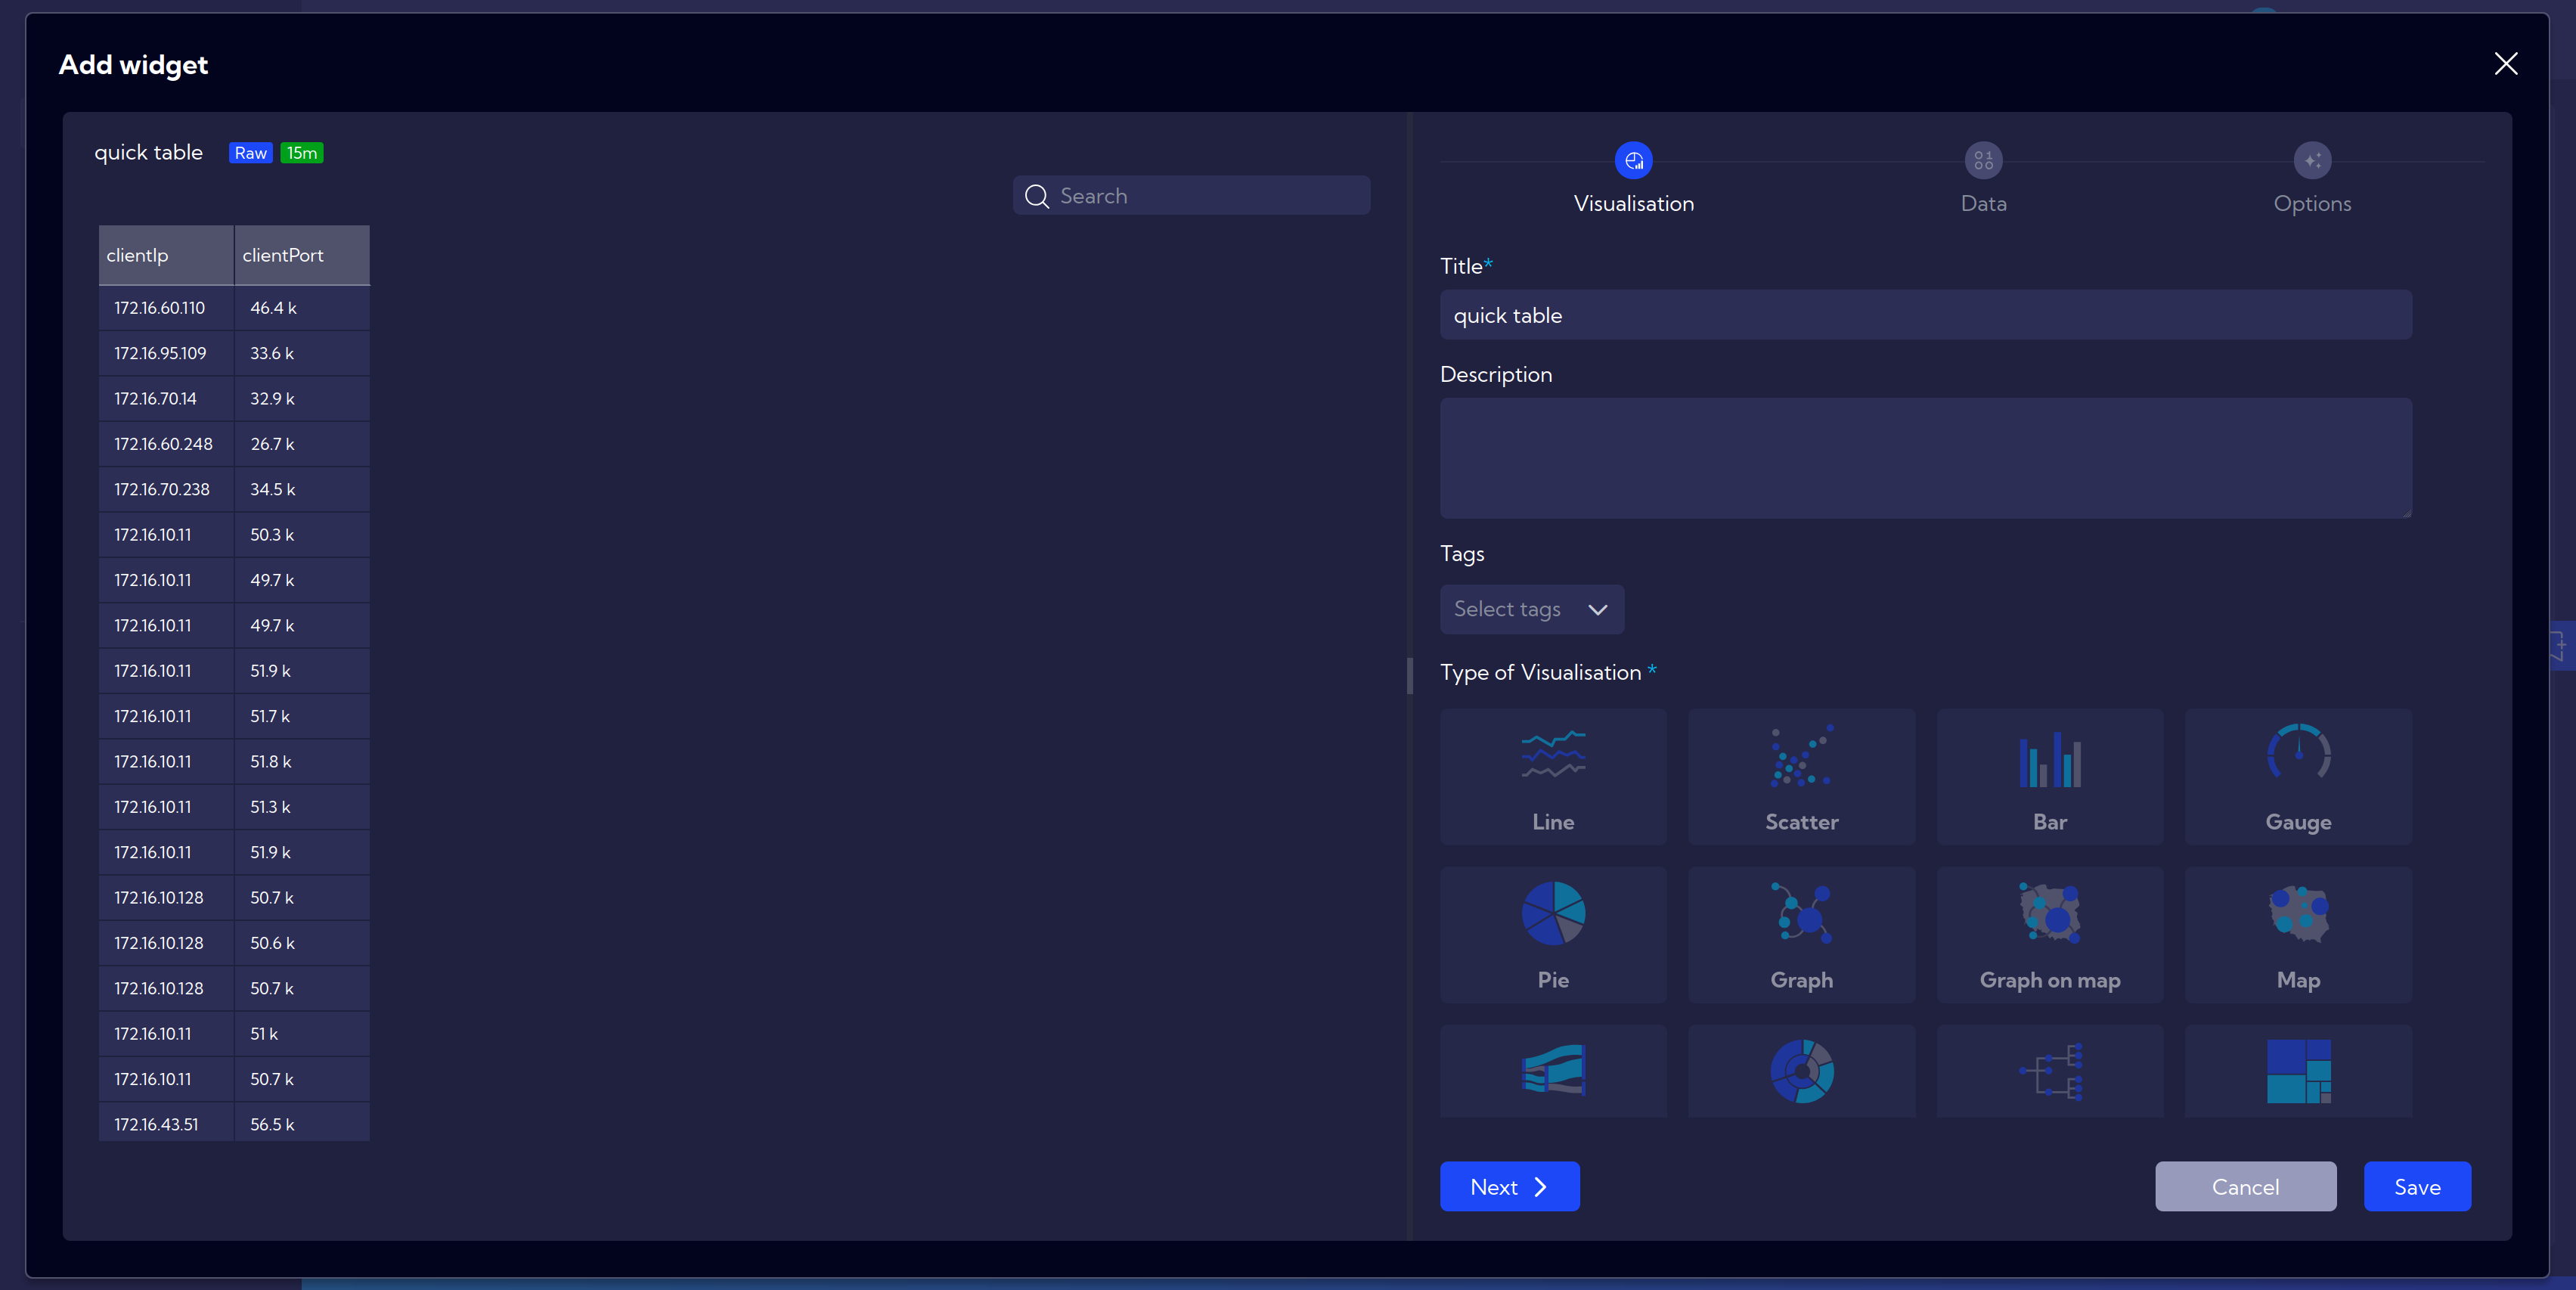 Add widget
quick table Raw 15m
Search
clientIp clientPort
172.16.60.110 46.4 k
172.16.95.109 33.6 k
172.16.70.14 32.9 k
172.16.60.248 26.7 k
172.16.70.238 34.5 k
172.16.10.11 50.3 k
172.16.10.11 49.7 k
172.16.10.11 49.7 k
172.16.10.11 51.9 k
172.16.10.11 51.7 k
172.16.10.11 51.8 k
172.16.10.11 51.3 k
172.16.10.11 51.9 k
172.16.10.128 50.7 k
172.16.10.128 50.6 k
172.16.10.128 50.7 k
172.16.10.11 51 k
172.16.10.11 50.7 k
172.16.43.51 56.5 k
Visualisation Data Options
Title*
quick table
Description
Tags
Select tags
Type of Visualisation *
Line Scatter Bar Gauge
Pie Graph Graph on map Map
Next Cancel Save